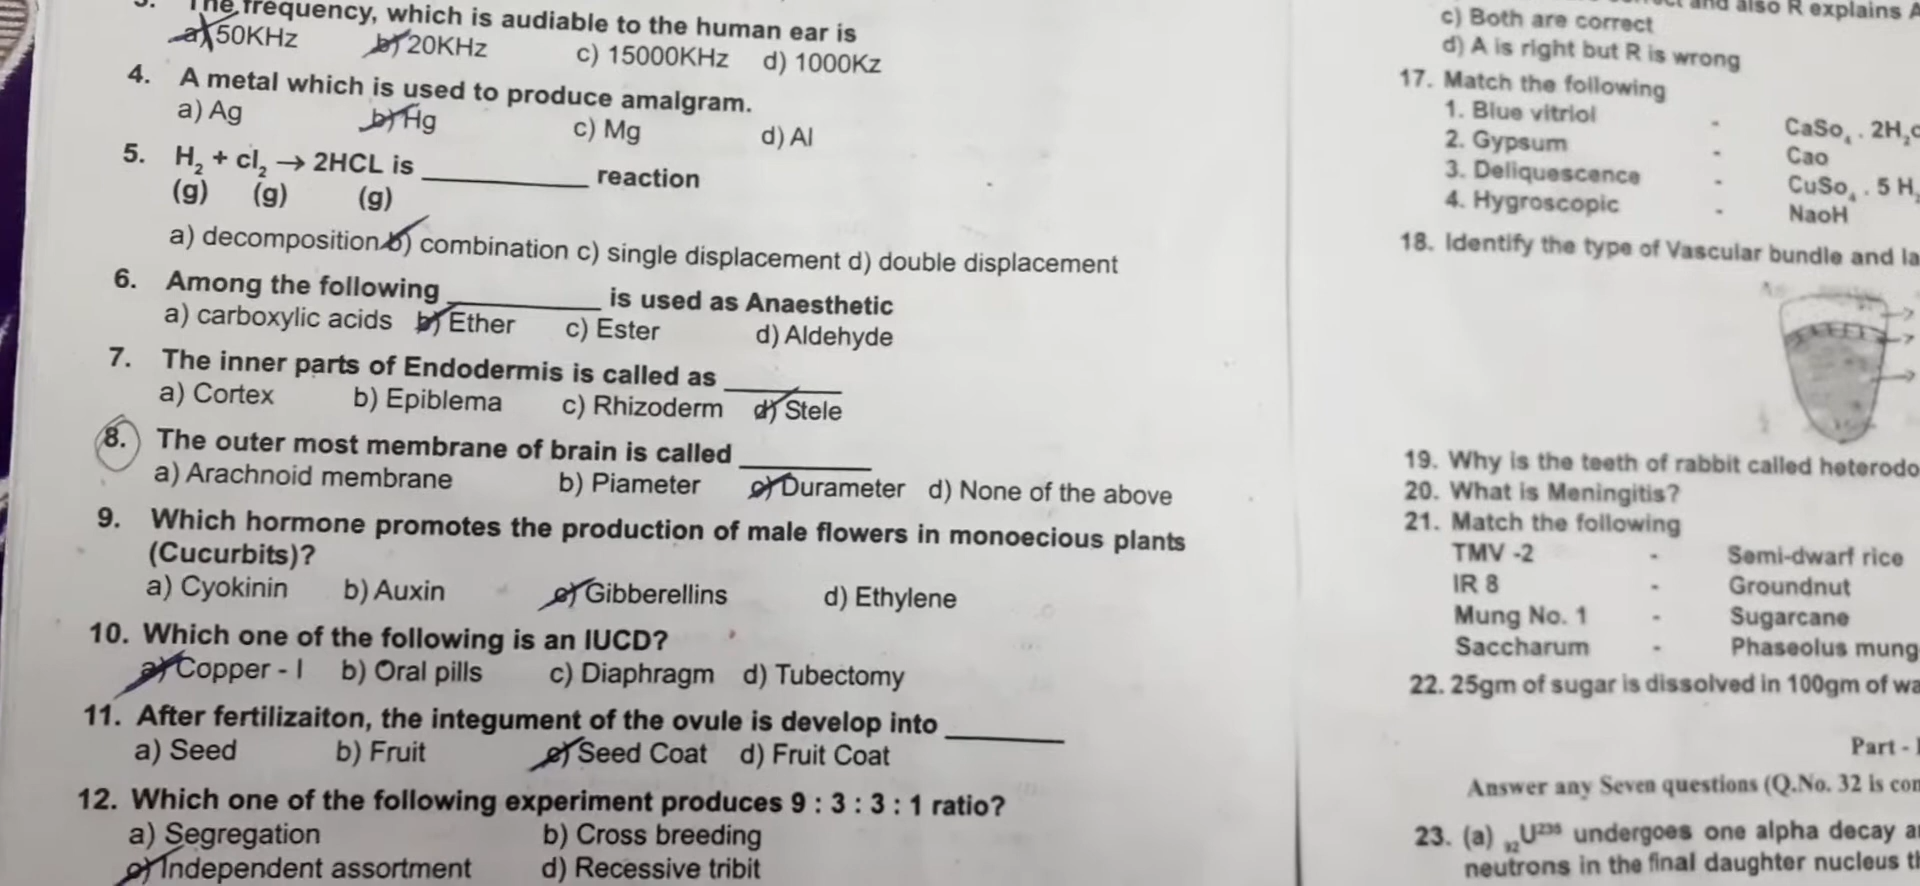 The frequency, which is audiable to the human ear is
a) 50KHz b) 20KHz c) 15000KHz d) 1000Kz
4. A metal which is used to produce amalgram.
a) Ag b) Hg c) Mg d) Al
5. H2 + cl2 → 2HCL is ________ reaction
(g) (g) (g)
a) decomposition b) combination c) single displacement d) double displacement
6. Among the following ________ is used as Anaesthetic
a) carboxylic acids b) Ether c) Ester d) Aldehyde
7. The inner parts of Endodermis is called as ________
a) Cortex b) Epiblema c) Rhizoderm d) Stele
8. The outer most membrane of brain is called ________
a) Arachnoid membrane b) Piameter c) Durameter d) None of the above
9. Which hormone promotes the production of male flowers in monoecious plants
(Cucurbits)?
a) Cyokinin b) Auxin c) Gibberellins d) Ethylene
10. Which one of the following is an IUCD?
a) Copper - I b) Oral pills c) Diaphragm d) Tubectomy
11. After fertilizaiton, the integument of the ovule is develop into ________
a) Seed b) Fruit c) Seed Coat d) Fruit Coat
12. Which one of the following experiment produces 9 : 3 : 3 : 1 ratio?
a) Segregation b) Cross breeding
c) Independent assortment d) Recessive tribit
and also R explains A
c) Both are correct
d) A is right but R is wrong
17. Match the following
1. Blue vitriol - CaSo4 . 2H2
2. Gypsum - Cao
3. Deliquescence - CuSo4 . 5 H
4. Hygroscopic - NaoH
18. Identify the type of Vascular bundle and la
19. Why is the teeth of rabbit called heterodo
20. What is Meningitis?
21. Match the following
TMV -2 - Semi-dwarf rice
IR 8 - Groundnut
Mung No. 1 - Sugarcane
Saccharum - Phaseolus mung
22. 25gm of sugar is dissolved in 100gm of wa
Part -
Answer any Seven questions (Q.No. 32 is con
23. (a) 92U235 undergoes one alpha decay a
neutrons in the final daughter nucleus th